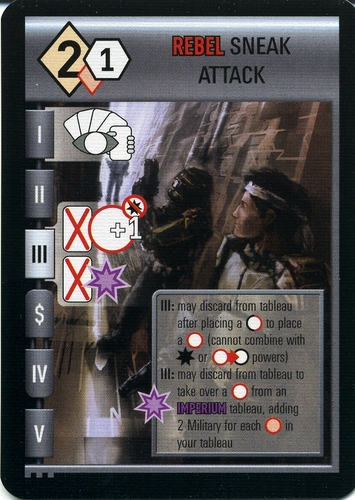 2 1
REBEL SNEAK
ATTACK
I
II
III
+1
$
IV
V
III: may discard from tableau
after placing a to place
a (cannot combine with
or powers)
III: may discard from tableau to
take over a from an
IMPERIUM tableau, adding
2 Military for each in
your tableau